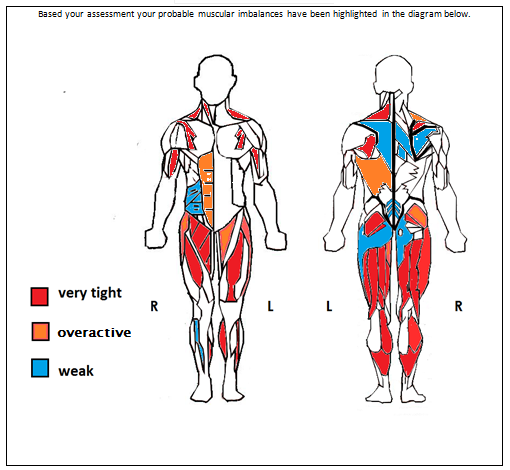 Based your assessment your probable muscular imbalances have been highlighted in the diagram below.
R L L R
very tight
overactive
weak